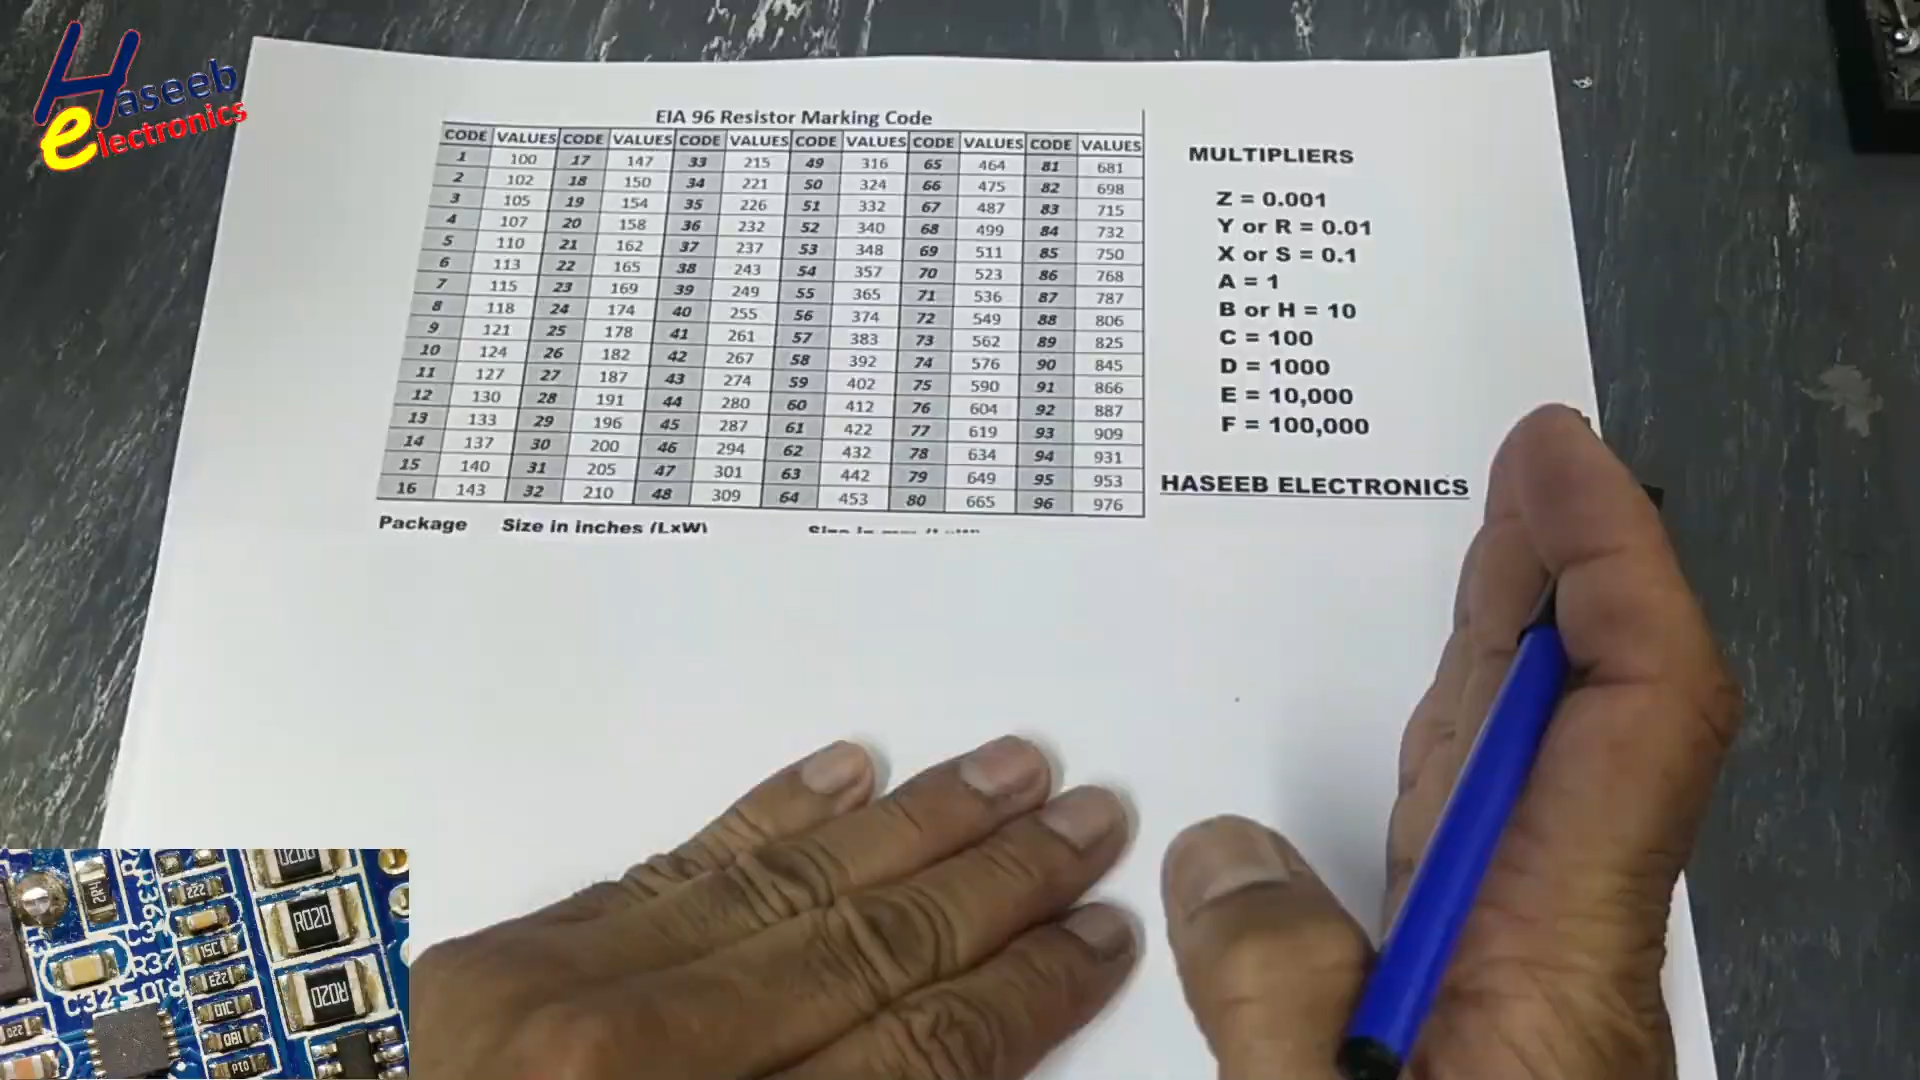 Haseeb
electronics
EIA 96 Resistor Marking Code
CODE VALUES CODE VALUES CODE VALUES CODE VALUES CODE VALUES CODE VALUES
1 100 17 147 33 215 49 316 65 464 81 681
2 102 18 150 34 221 50 324 66 475 82 698
3 105 19 154 35 226 51 332 67 487 83 715
4 107 20 158 36 232 52 340 68 499 84 732
5 110 21 162 37 237 53 348 69 511 85 750
6 113 22 165 38 243 54 357 70 523 86 768
7 115 23 169 39 249 55 365 71 536 87 787
8 118 24 174 40 255 56 374 72 549 88 806
9 121 25 178 41 261 57 383 73 562 89 825
10 124 26 182 42 267 58 392 74 576 90 845
11 127 27 187 43 274 59 402 75 590 91 866
12 130 28 191 44 280 60 412 76 604 92 887
13 133 29 196 45 287 61 422 77 619 93 909
14 137 30 200 46 294 62 432 78 634 94 931
15 140 31 205 47 301 63 442 79 649 95 953
16 143 32 210 48 309 64 453 80 665 96 976
Package Size in inches (LxW)
MULTIPLIERS
Z = 0.001
Y or R = 0.01
X or S = 0.1
A = 1
B or H = 10
C = 100
D = 1000
E = 10,000
F = 100,000
HASEEB ELECTRONICS
R020
R020
222
R36
R37
15C
01C